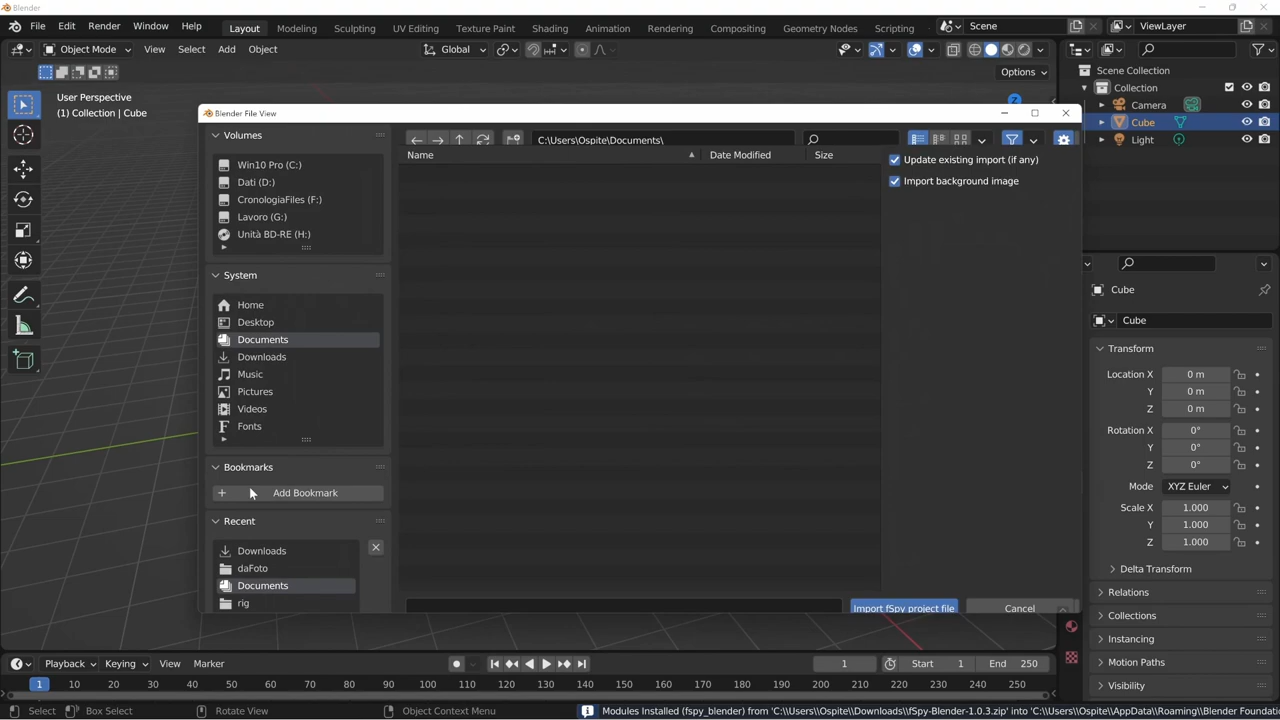 Blender
File Edit Render Window Help Layout Modeling Sculpting UV Editing Texture Paint Shading Animation Rendering Compositing Geometry Nodes Scripting Scene ViewLayer
Object Mode View Select Add Object Global
Options
User Perspective
(1) Collection | Cube
Scene Collection
Collection
Camera
Cube
Light
Blender File View
Volumes
Win10 Pro (C:)
Dati (D:)
CronologiaFiles (F:)
Lavoro (G:)
Unità BD-RE (H:)
System
Home
Desktop
Documents
Downloads
Music
Pictures
Videos
Fonts
Bookmarks
Add Bookmark
Recent
Downloads
daFoto
Documents
rig
C:\Users\Ospite\Documents\
Name Date Modified Size
Update existing import (if any)
Import background image
Import fSpy project file Cancel
Cube
Cube
Transform
Location X 0 m
Y 0 m
Z 0 m
Rotation X 0°
Y 0°
Z 0°
Mode XYZ Euler
Scale X 1.000
Y 1.000
Z 1.000
Delta Transform
Relations
Collections
Instancing
Motion Paths
Visibility
Playback Keying View Marker 1 Start 1 End 250
1 10 20 30 40 50 60 70 80 90 100 110 120 130 140 150 160 170 180 190 200 210 220 230 240 250
Select Box Select Rotate View Object Context Menu Modules Installed (fspy_blender) from 'C:\\Users\\Ospite\\Downloads\\fSpy-Blender-1.0.3.zip' into 'C:\\Users\\Ospite\\AppData\\Roaming\\Blender Foundati